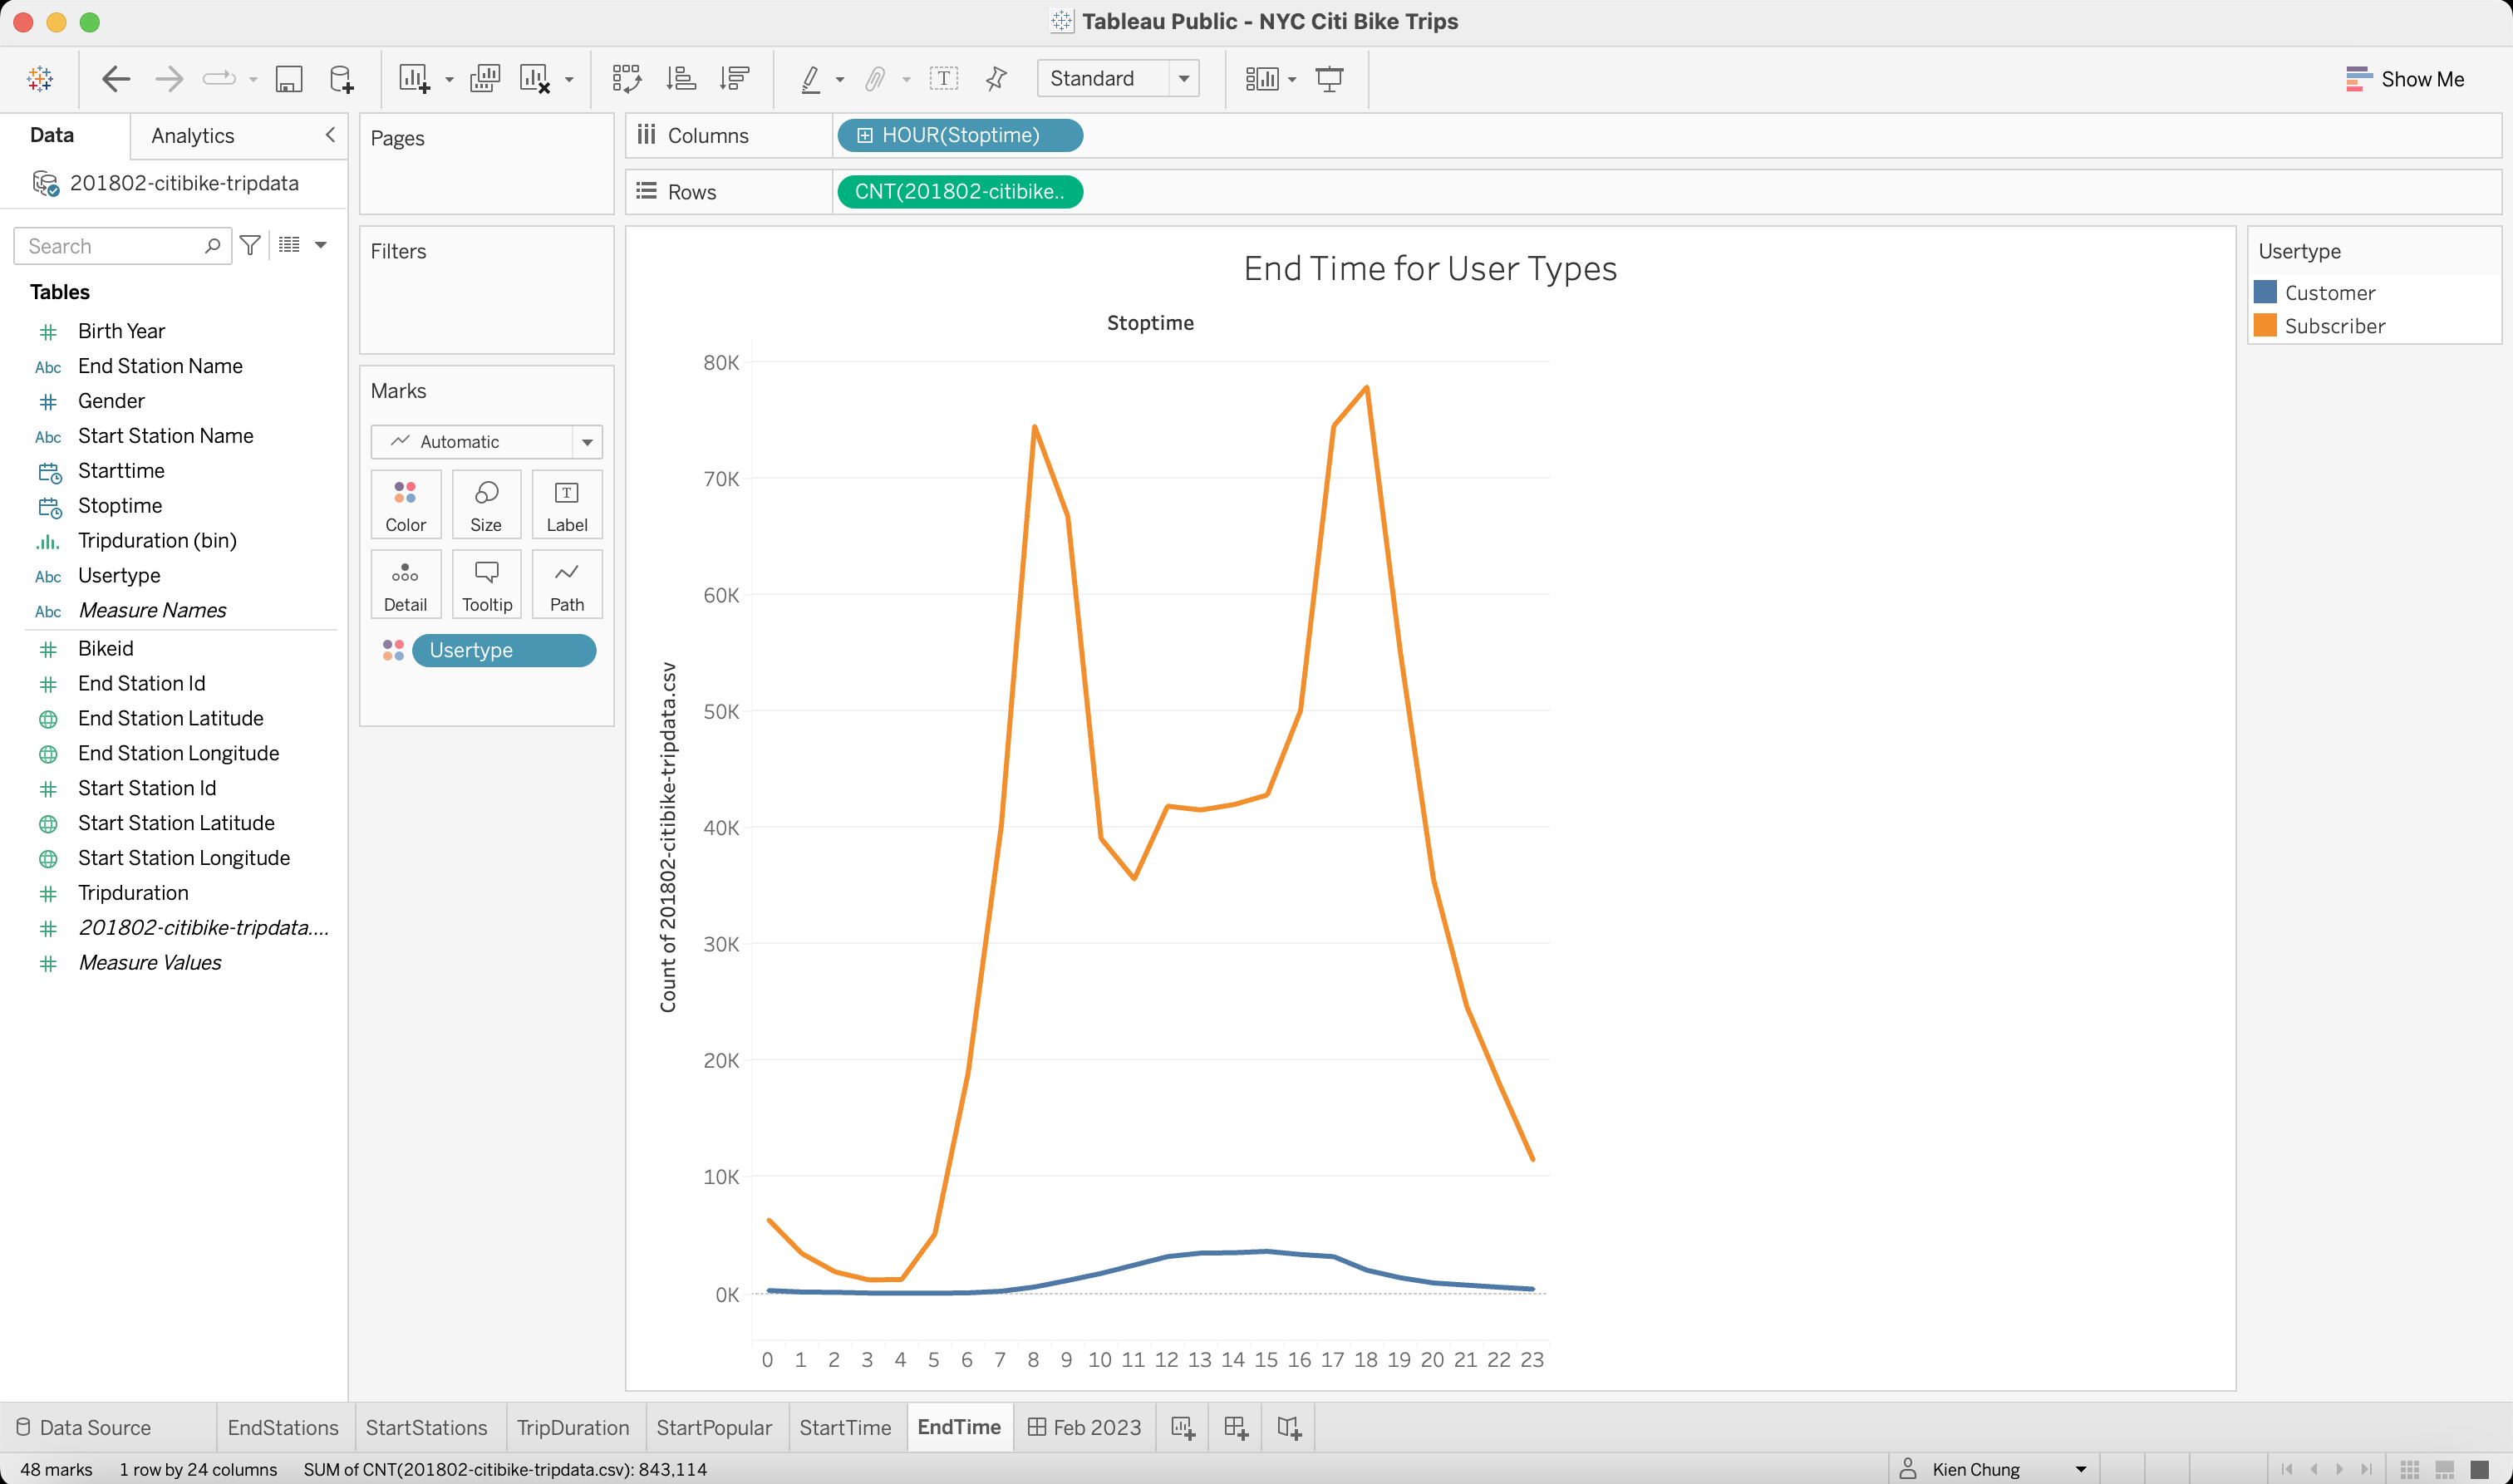 Tableau Public - NYC Citi Bike Trips
Standard
Show Me
Data
Analytics
201802-citibike-tripdata
Search
Tables
Birth Year
Abc End Station Name
Gender
Abc Start Station Name
Starttime
Stoptime
Tripduration (bin)
Abc Usertype
Abc Measure Names
Bikeid
End Station Id
End Station Latitude
End Station Longitude
Start Station Id
Start Station Latitude
Start Station Longitude
Tripduration
201802-citibike-tripdata....
Measure Values
Pages
Filters
Marks
Automatic
Color Size Label
Detail Tooltip Path
Usertype
Columns HOUR(Stoptime)
Rows CNT(201802-citibike..
End Time for User Types
Stoptime
Count of 201802-citibike-tripdata.csv
80K
70K
60K
50K
40K
30K
20K
10K
0K
0 1 2 3 4 5 6 7 8 9 10 11 12 13 14 15 16 17 18 19 20 21 22 23
Usertype
Customer
Subscriber
Data Source EndStations StartStations TripDuration StartPopular StartTime EndTime Feb 2023
48 marks 1 row by 24 columns SUM of CNT(201802-citibike-tripdata.csv): 843,114 Kien Chung